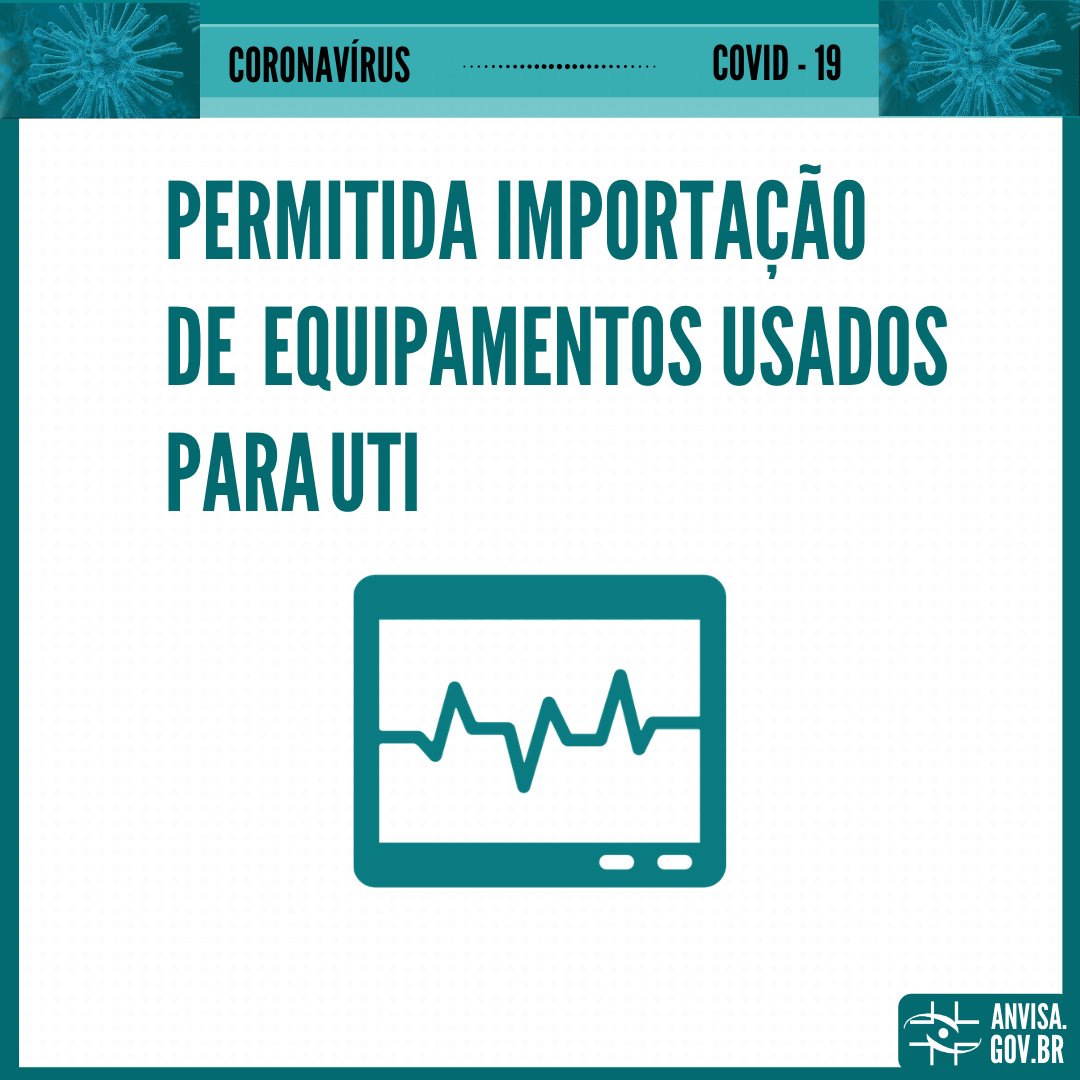 CORONAVÍRUS
COVID - 19
PERMITIDA IMPORTAÇÃO
DE EQUIPAMENTOS USADOS
PARA UTI
ANVISA.
GOV.BR